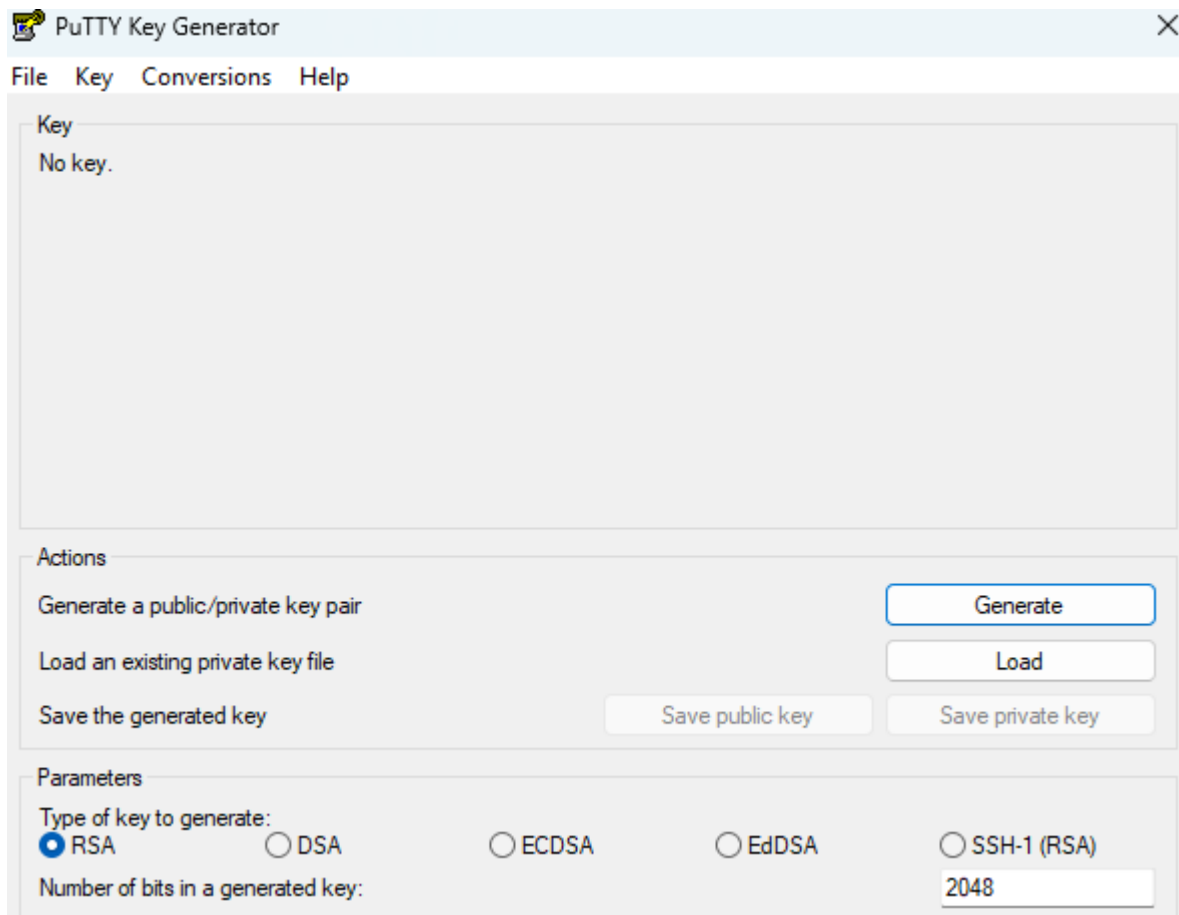 PuTTY Key Generator
File Key Conversions Help
Key
No key.
Actions
Generate a public/private key pair Generate
Load an existing private key file Load
Save the generated key Save public key Save private key
Parameters
Type of key to generate:
RSA DSA ECDSA EdDSA SSH-1 (RSA)
Number of bits in a generated key: 2048